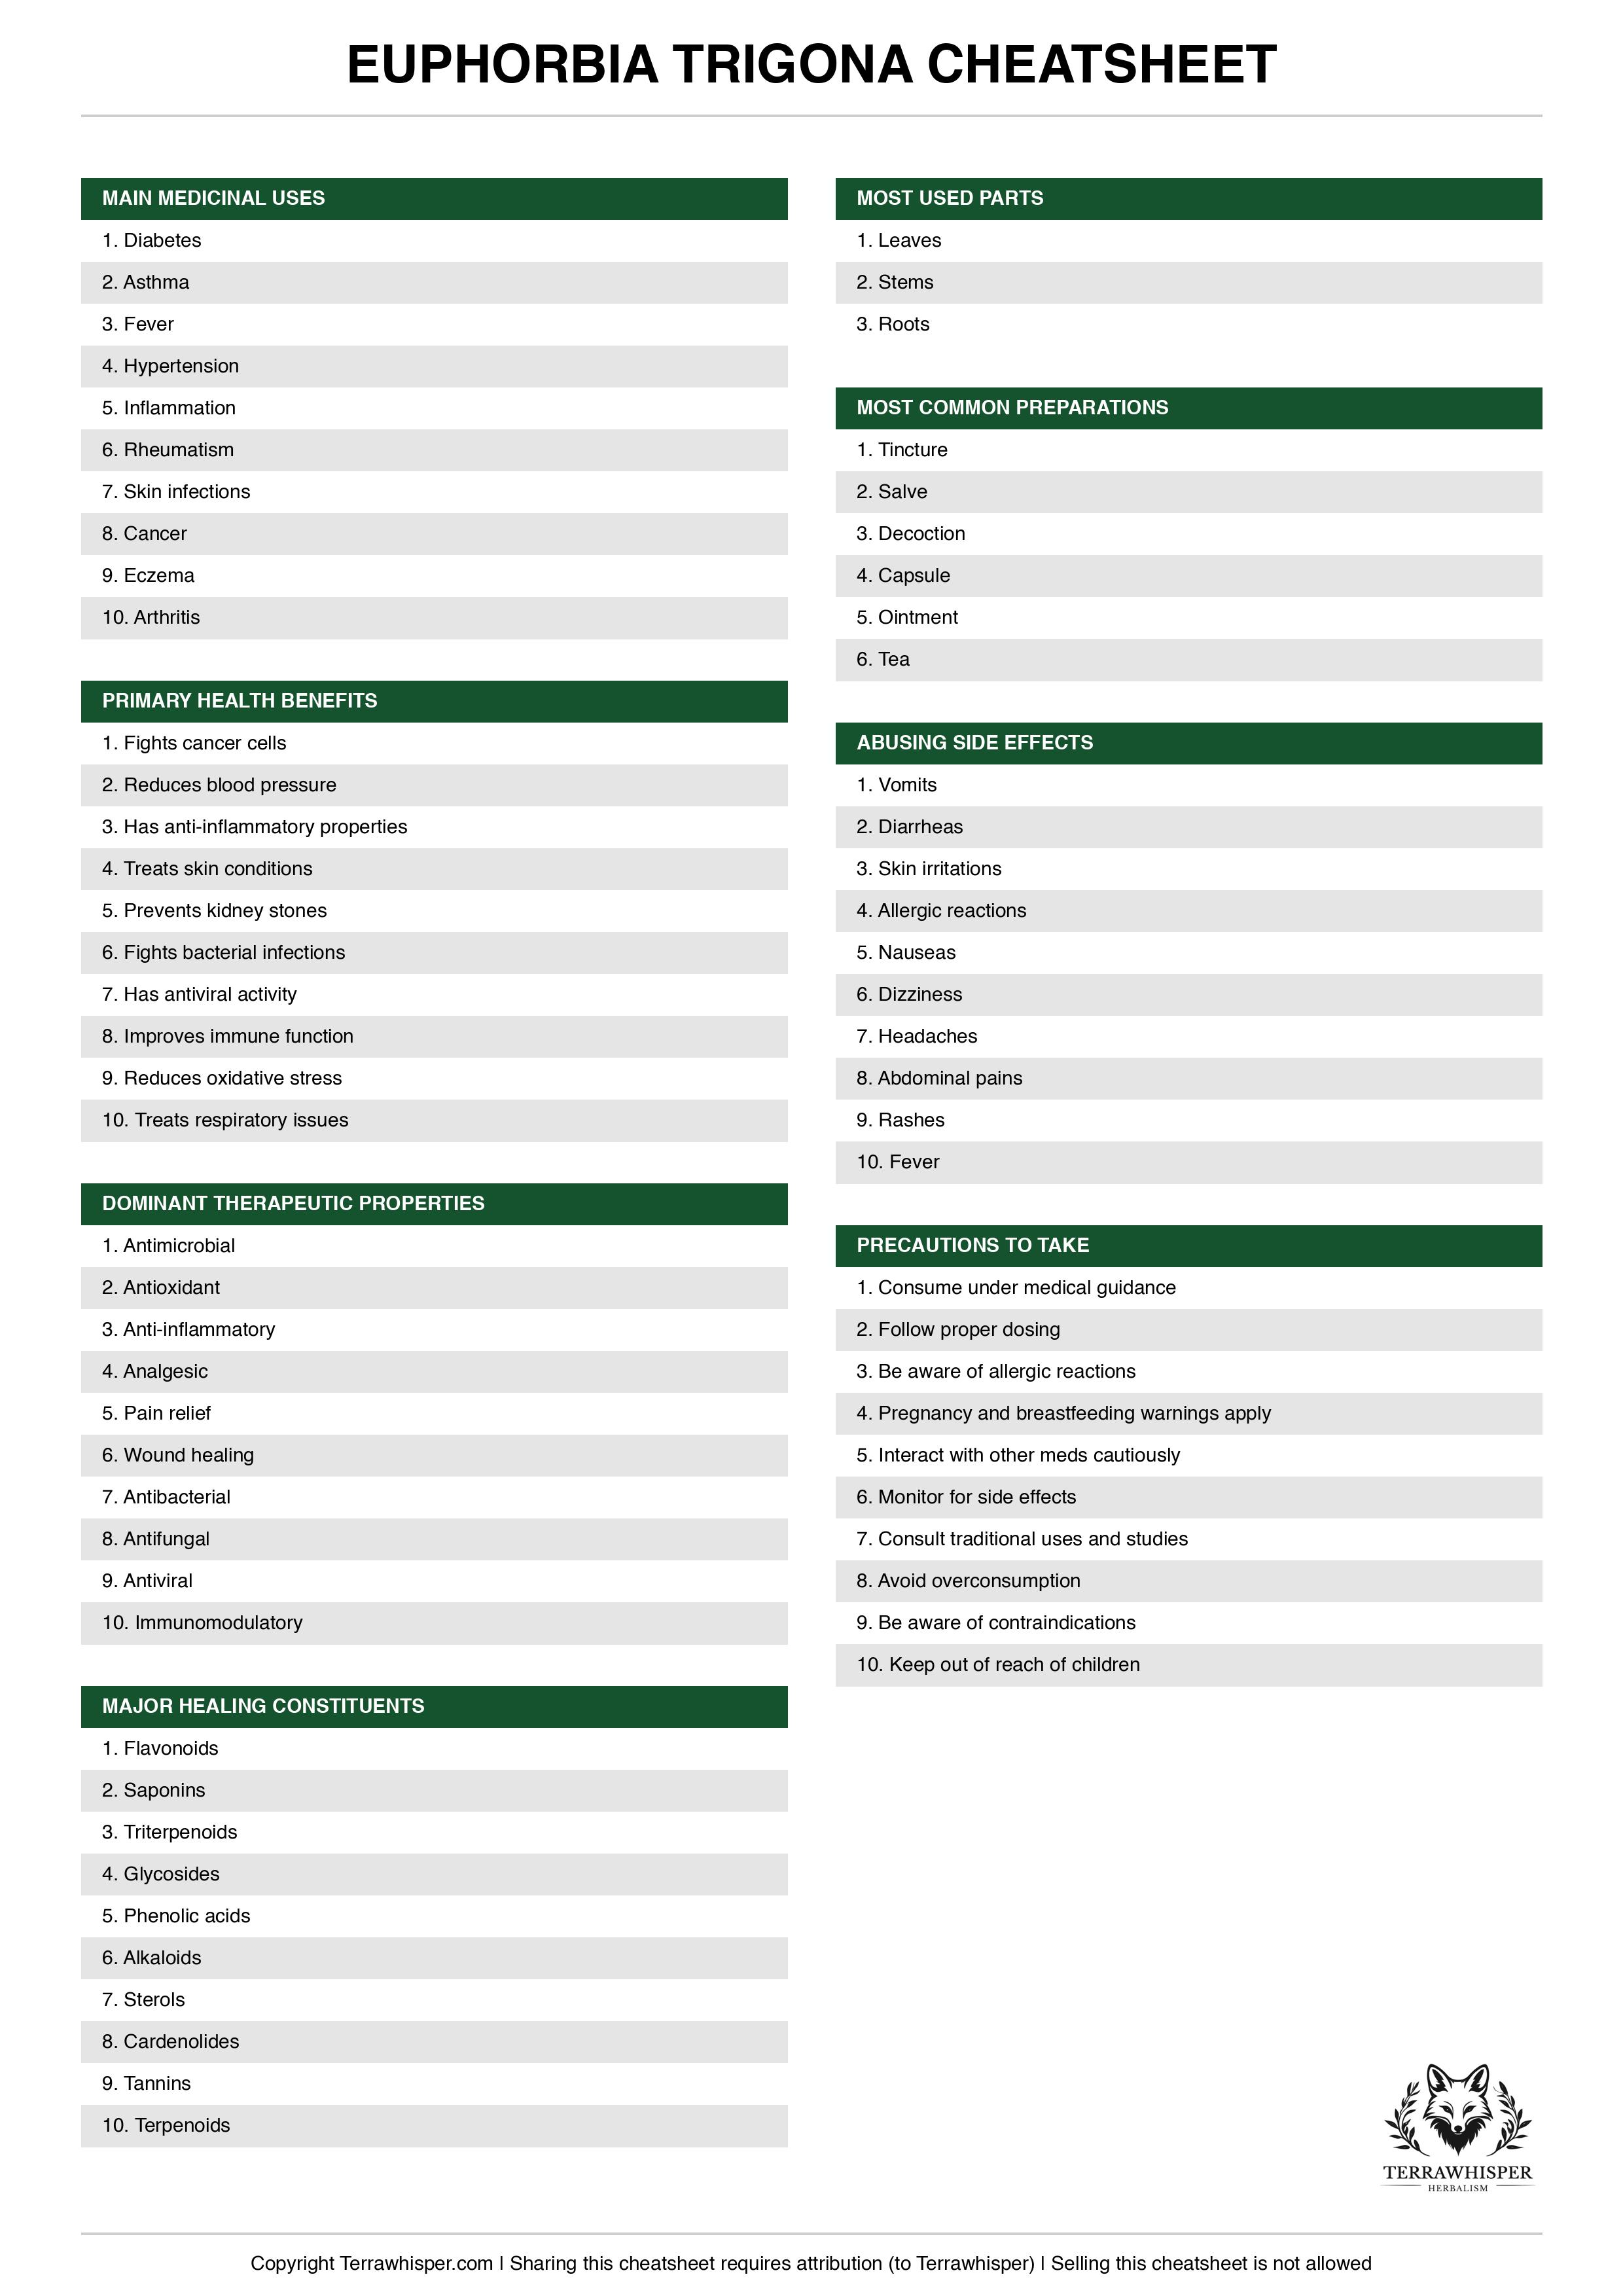 EUPHORBIA TRIGONA CHEATSHEET
MAIN MEDICINAL USES
1. Diabetes
2. Asthma
3. Fever
4. Hypertension
5. Inflammation
6. Rheumatism
7. Skin infections
8. Cancer
9. Eczema
10. Arthritis
PRIMARY HEALTH BENEFITS
1. Fights cancer cells
2. Reduces blood pressure
3. Has anti-inflammatory properties
4. Treats skin conditions
5. Prevents kidney stones
6. Fights bacterial infections
7. Has antiviral activity
8. Improves immune function
9. Reduces oxidative stress
10. Treats respiratory issues
DOMINANT THERAPEUTIC PROPERTIES
1. Antimicrobial
2. Antioxidant
3. Anti-inflammatory
4. Analgesic
5. Pain relief
6. Wound healing
7. Antibacterial
8. Antifungal
9. Antiviral
10. Immunomodulatory
MAJOR HEALING CONSTITUENTS
1. Flavonoids
2. Saponins
3. Triterpenoids
4. Glycosides
5. Phenolic acids
6. Alkaloids
7. Sterols
8. Cardenolides
9. Tannins
10. Terpenoids
MOST USED PARTS
1. Leaves
2. Stems
3. Roots
MOST COMMON PREPARATIONS
1. Tincture
2. Salve
3. Decoction
4. Capsule
5. Ointment
6. Tea
ABUSING SIDE EFFECTS
1. Vomits
2. Diarrheas
3. Skin irritations
4. Allergic reactions
5. Nauseas
6. Dizziness
7. Headaches
8. Abdominal pains
9. Rashes
10. Fever
PRECAUTIONS TO TAKE
1. Consume under medical guidance
2. Follow proper dosing
3. Be aware of allergic reactions
4. Pregnancy and breastfeeding warnings apply
5. Interact with other meds cautiously
6. Monitor for side effects
7. Consult traditional uses and studies
8. Avoid overconsumption
9. Be aware of contraindications
10. Keep out of reach of children
TERRAWHISPER
HERBALISM
Copyright Terrawhisper.com | Sharing this cheatsheet requires attribution (to Terrawhisper) | Selling this cheatsheet is not allowed